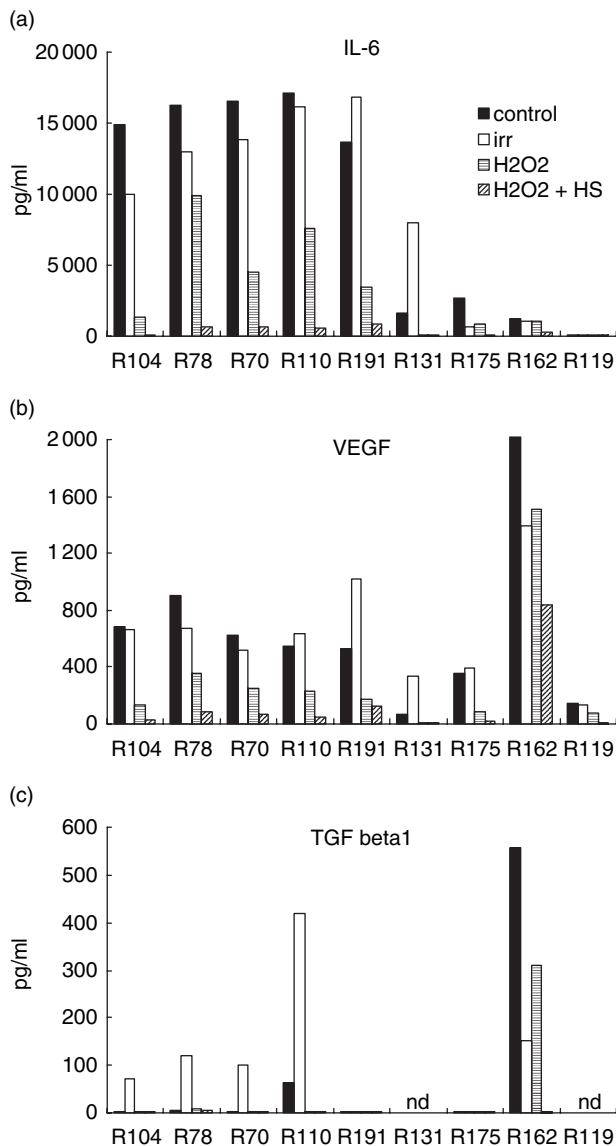 (a)
IL-6
20 000
15 000
10 000
5 000
0
pg/ml
control
irr
H2O2
H2O2 + HS
R104 R78 R70 R110 R191 R131 R175 R162 R119
(b)
VEGF
2 000
1 600
1 200
800
400
0
pg/ml
R104 R78 R70 R110 R191 R131 R175 R162 R119
(c)
TGF beta1
600
500
400
300
200
100
0
pg/ml
nd nd
R104 R78 R70 R110 R191 R131 R175 R162 R119